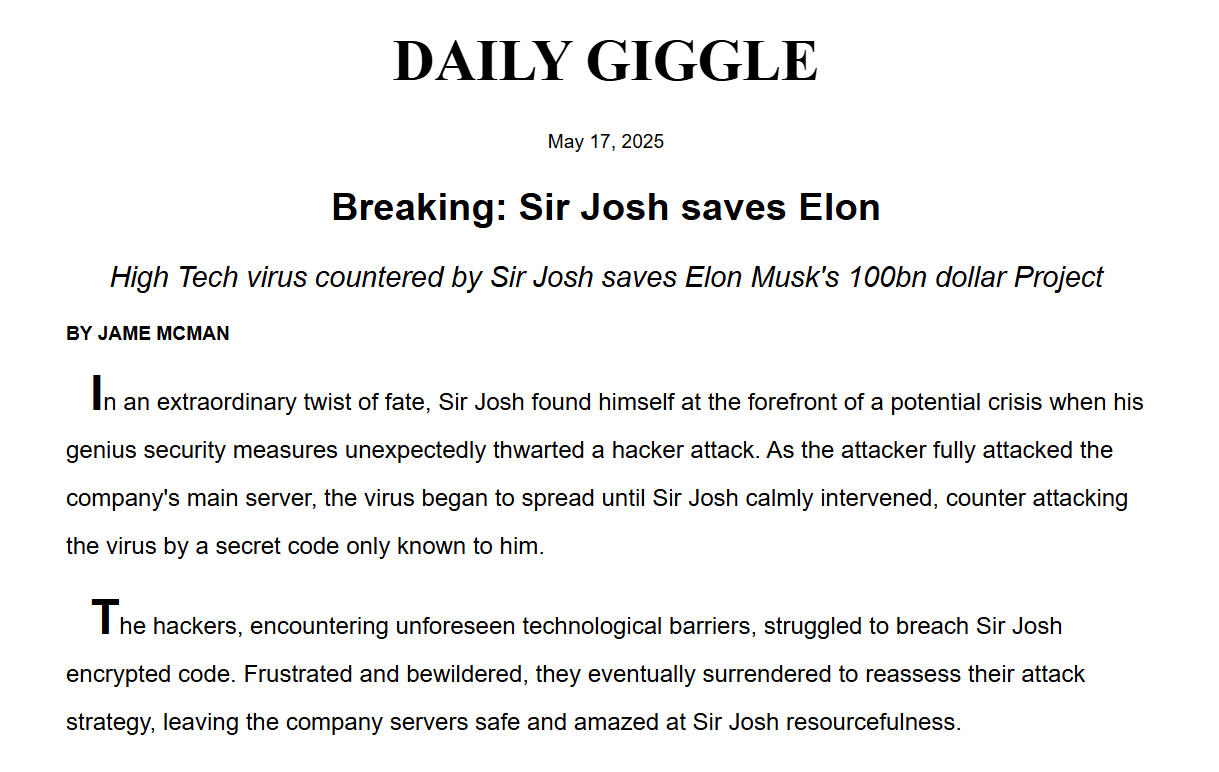 DAILY GIGGLE
May 17, 2025
Breaking: Sir Josh saves Elon
High Tech virus countered by Sir Josh saves Elon Musk's 100bn dollar Project
BY JAME MCMAN
In an extraordinary twist of fate, Sir Josh found himself at the forefront of a potential crisis when his
genius security measures unexpectedly thwarted a hacker attack. As the attacker fully attacked the
company's main server, the virus began to spread until Sir Josh calmly intervened, counter attacking
the virus by a secret code only known to him.
The hackers, encountering unforeseen technological barriers, struggled to breach Sir Josh
encrypted code. Frustrated and bewildered, they eventually surrendered to reassess their attack
strategy, leaving the company servers safe and amazed at Sir Josh resourcefulness.